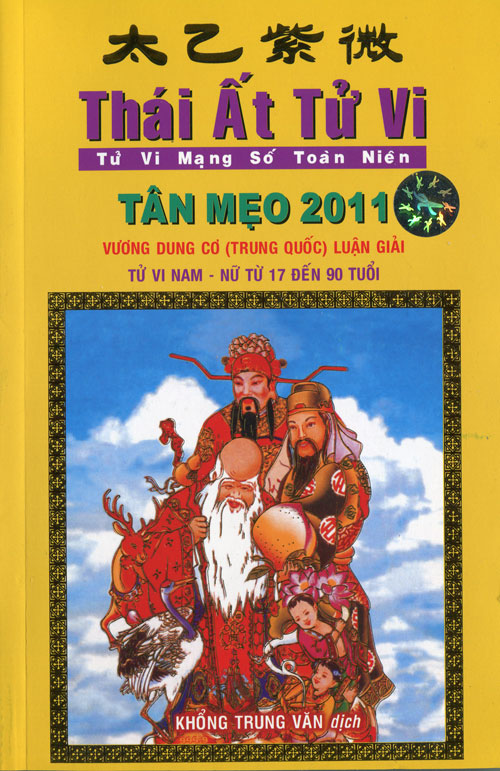 太乙紫微
Thái Ất Tử Vi
Tử Vi Mạng Số Toàn Niên
TÂN MẸO 2011
VƯƠNG DUNG CƠ (TRUNG QUỐC) LUẬN GIẢI
TỬ VI NAM - NỮ TỪ 17 ĐẾN 90 TUỔI
KHỔNG TRUNG VĂN dịch